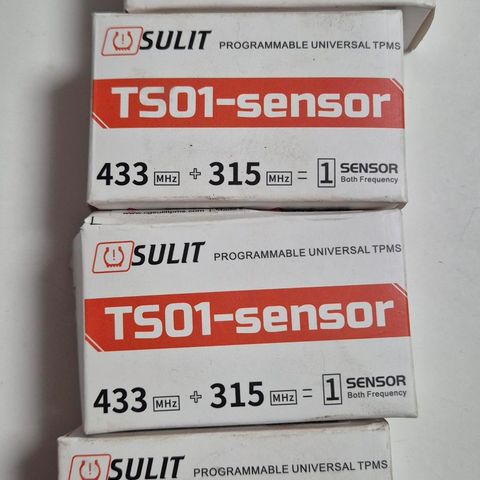 SULIT PROGRAMMABLE UNIVERSAL TPMS
TS01-sensor
433 MHz + 315 MHz = 1 SENSOR
Both Frequency
SULIT PROGRAMMABLE UNIVERSAL TPMS
TS01-sensor
433 MHz + 315 MHz = 1 SENSOR
Both Frequency
SULIT PROGRAMMABLE UNIVERSAL TPMS